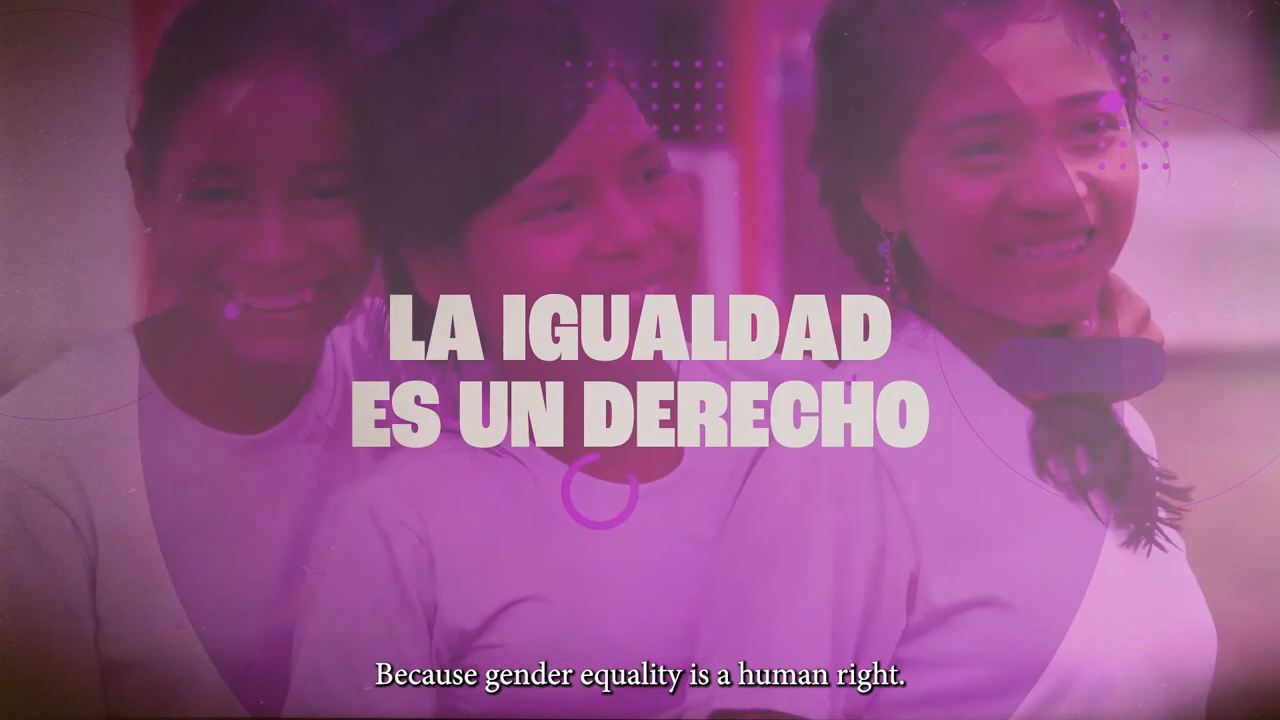 LA IGUALDAD
ES UN DERECHO
Because gender equality is a human right.